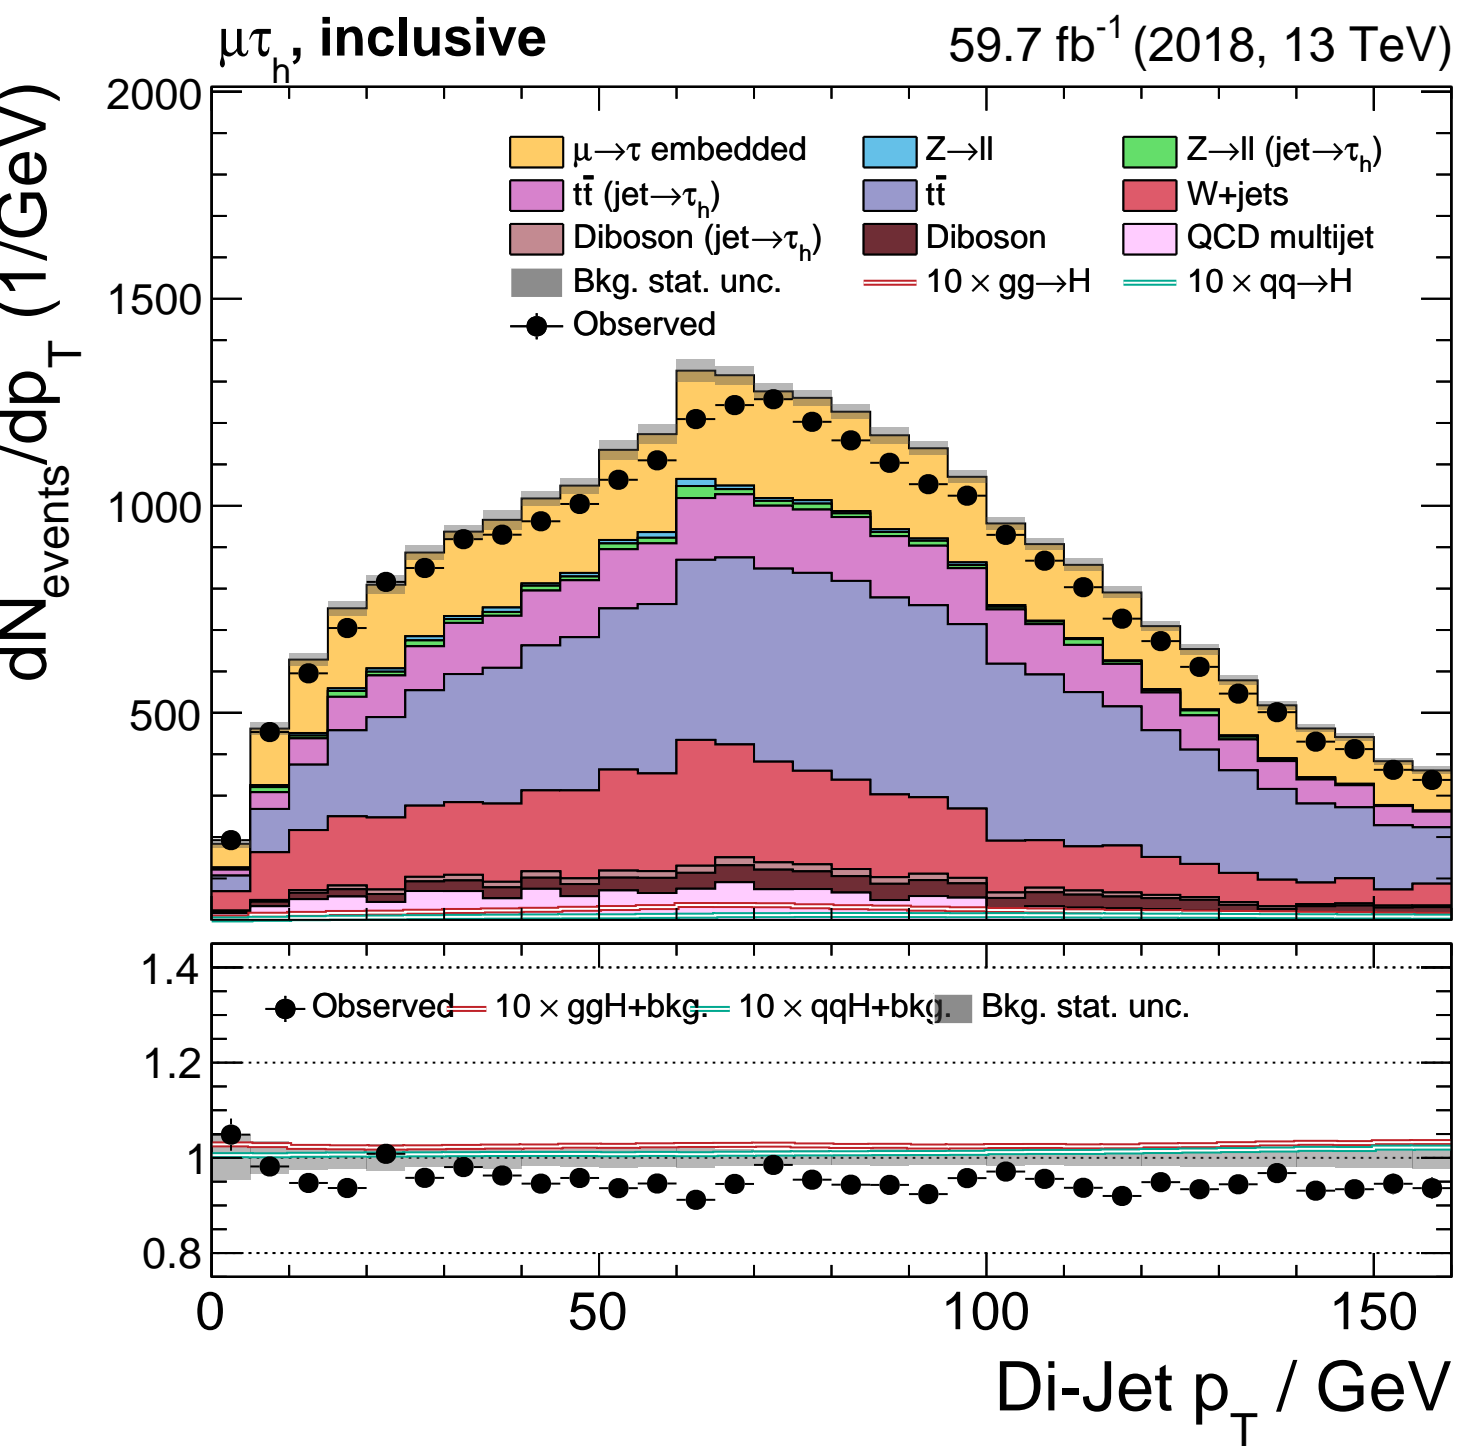 μτh, inclusive
59.7 fb-1 (2018, 13 TeV)
dNevents/dpT (1/GeV)
2000
1500
1000
500
μ→τ embedded
Z→ll
Z→ll (jet→τh)
tt̄ (jet→τh)
tt̄
W+jets
Diboson (jet→τh)
Diboson
QCD multijet
Bkg. stat. unc.
10 × gg→H
10 × qq→H
Observed
1.4
1.2
1
0.8
Observed
10 × ggH+bkg.
10 × qqH+bkg.
Bkg. stat. unc.
0
50
100
150
Di-Jet pT / GeV